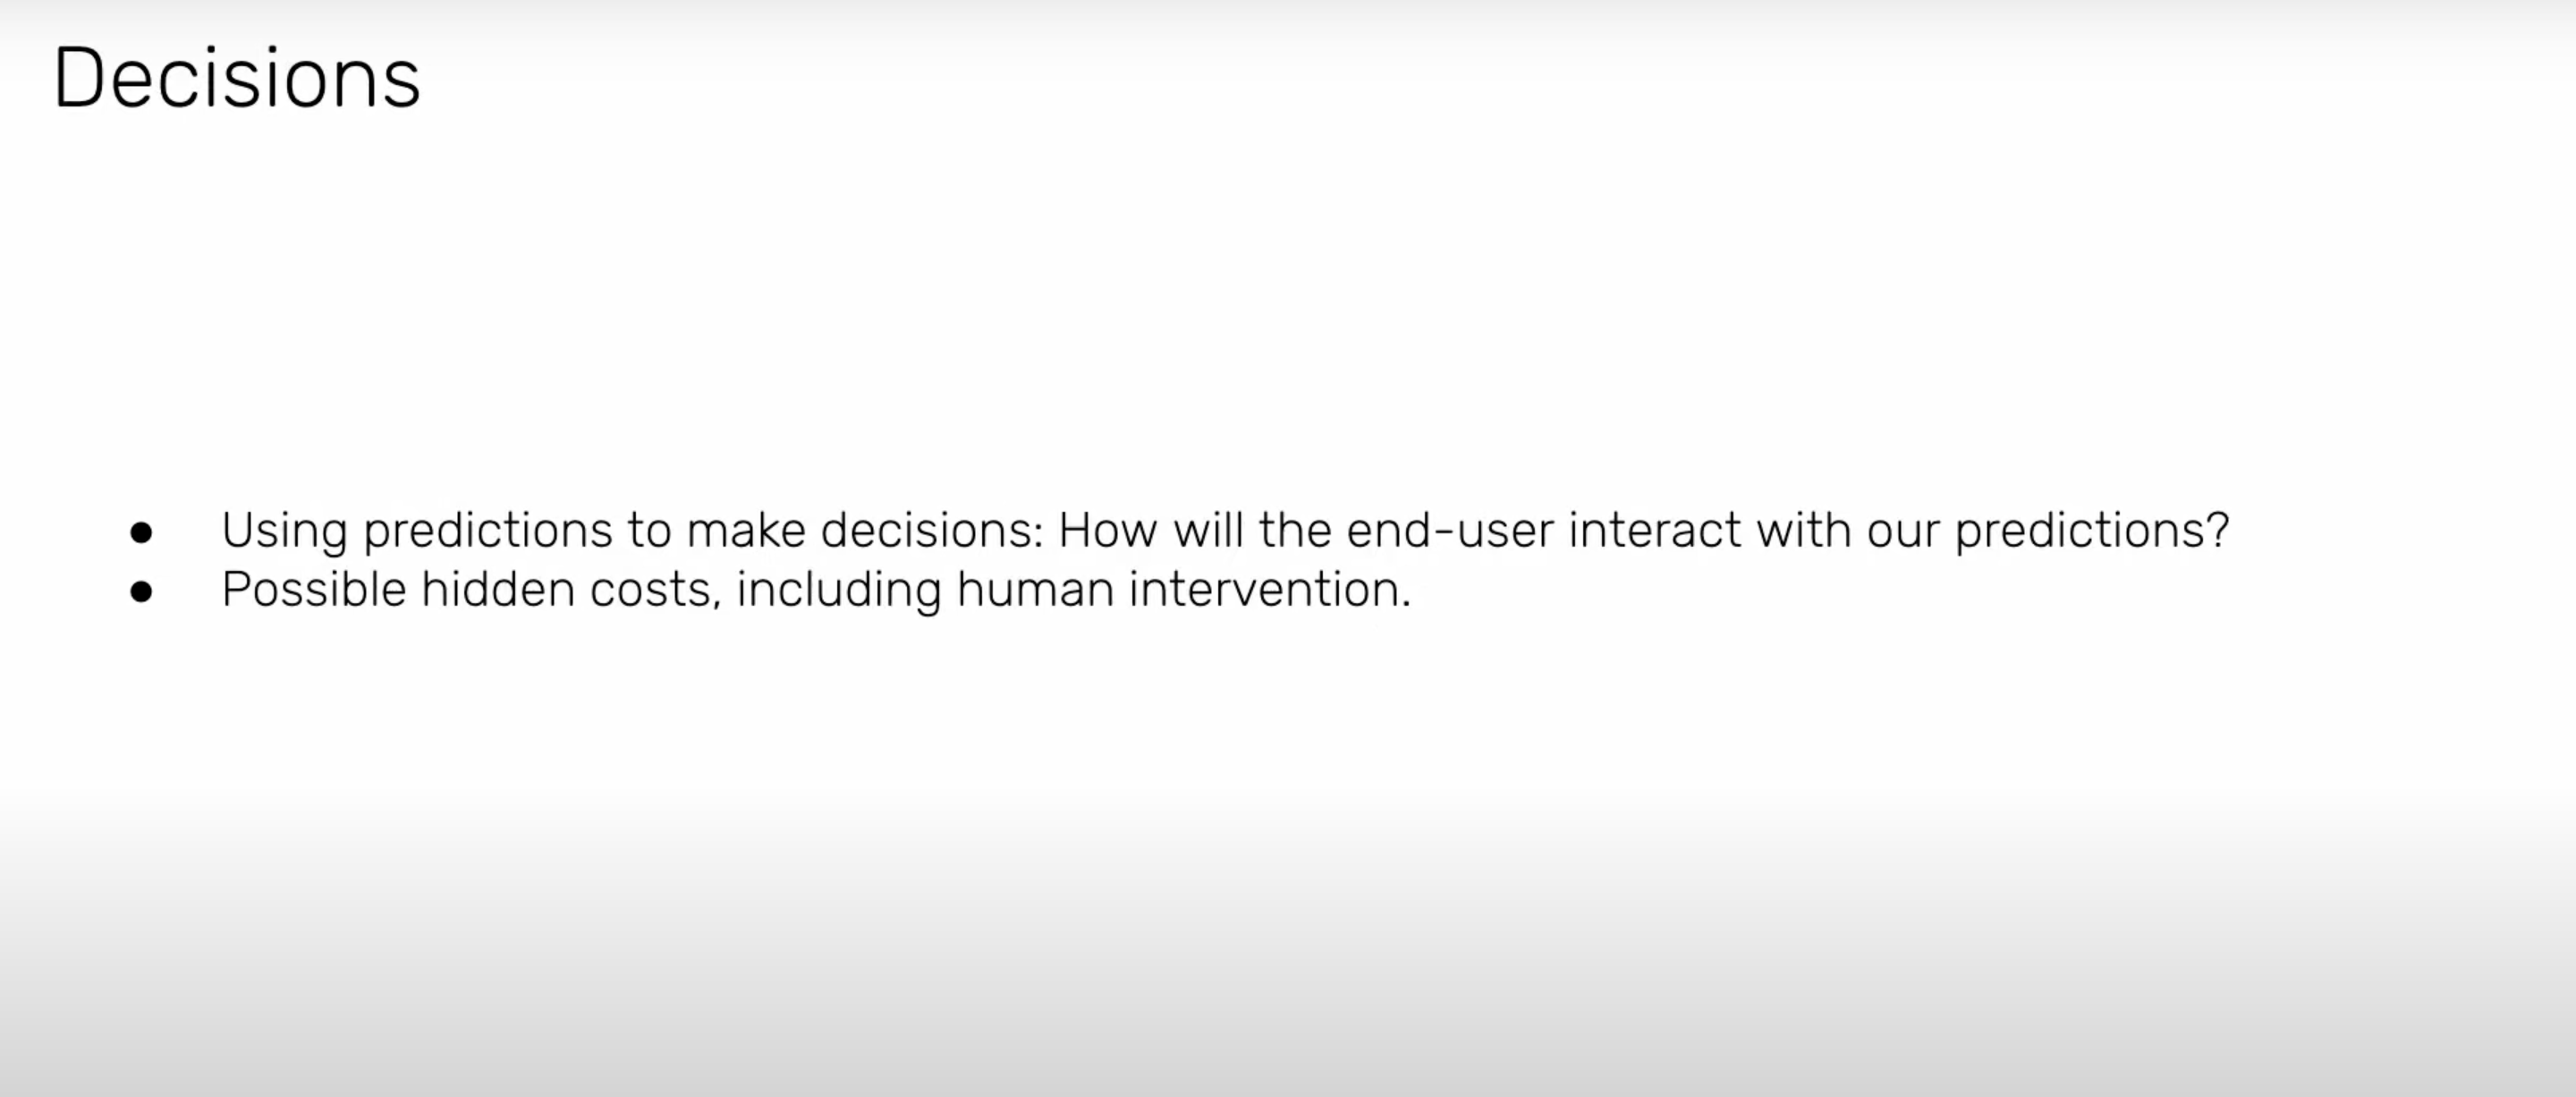 Decisions
● Using predictions to make decisions: How will the end-user interact with our predictions?
● Possible hidden costs, including human intervention.